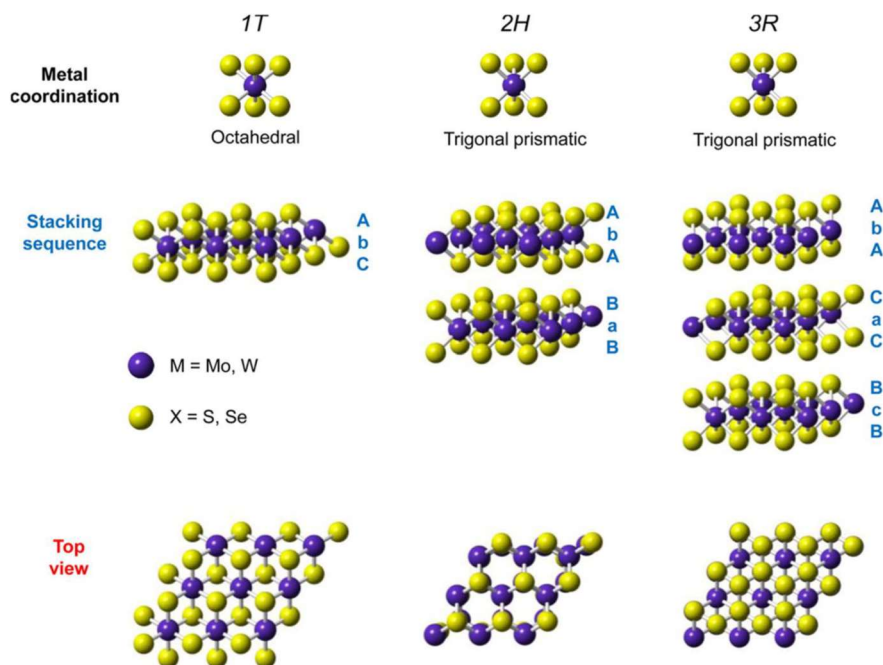 1T
2H
3R
Metal
coordination
Octahedral
Trigonal prismatic
Trigonal prismatic
Stacking
sequence
A
b
C
A
b
A
B
a
B
A
b
A
C
a
C
B
c
B
M = Mo, W
X = S, Se
Top
view